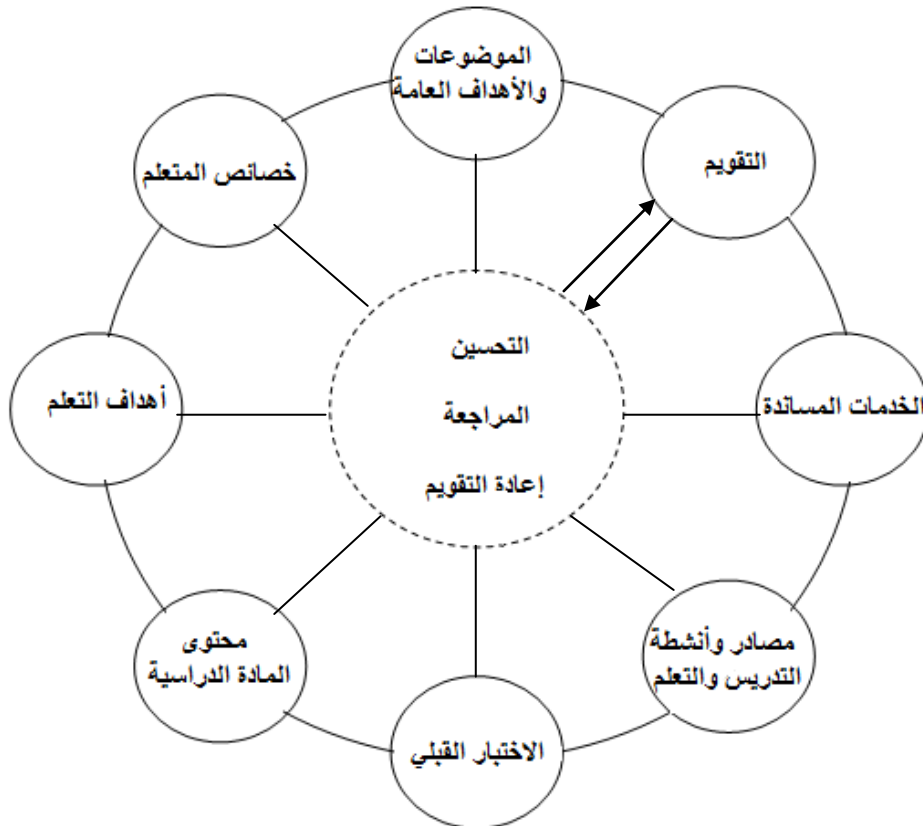 الموضوعات
والأهداف العامة
التقويم
خصائص المتعلم
التحسين
المراجعة
إعادة التقويم
أهداف التعلم
الخدمات المساندة
محتوى
المادة الدراسية
مصادر وأنشطة
التدريس والتعلم
الاختبار القبلي